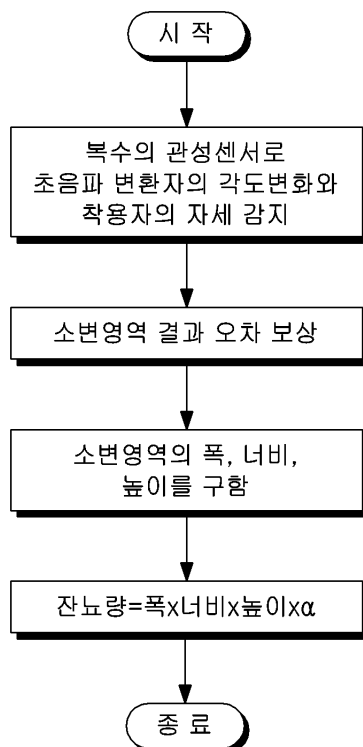 시 작
복수의 관성센서로
초음파 변환자의 각도변화와
착용자의 자세 감지
소변영역 결과 오차 보상
소변영역의 폭, 너비,
높이를 구함
잔뇨량=폭x너비x높이xα
종 료